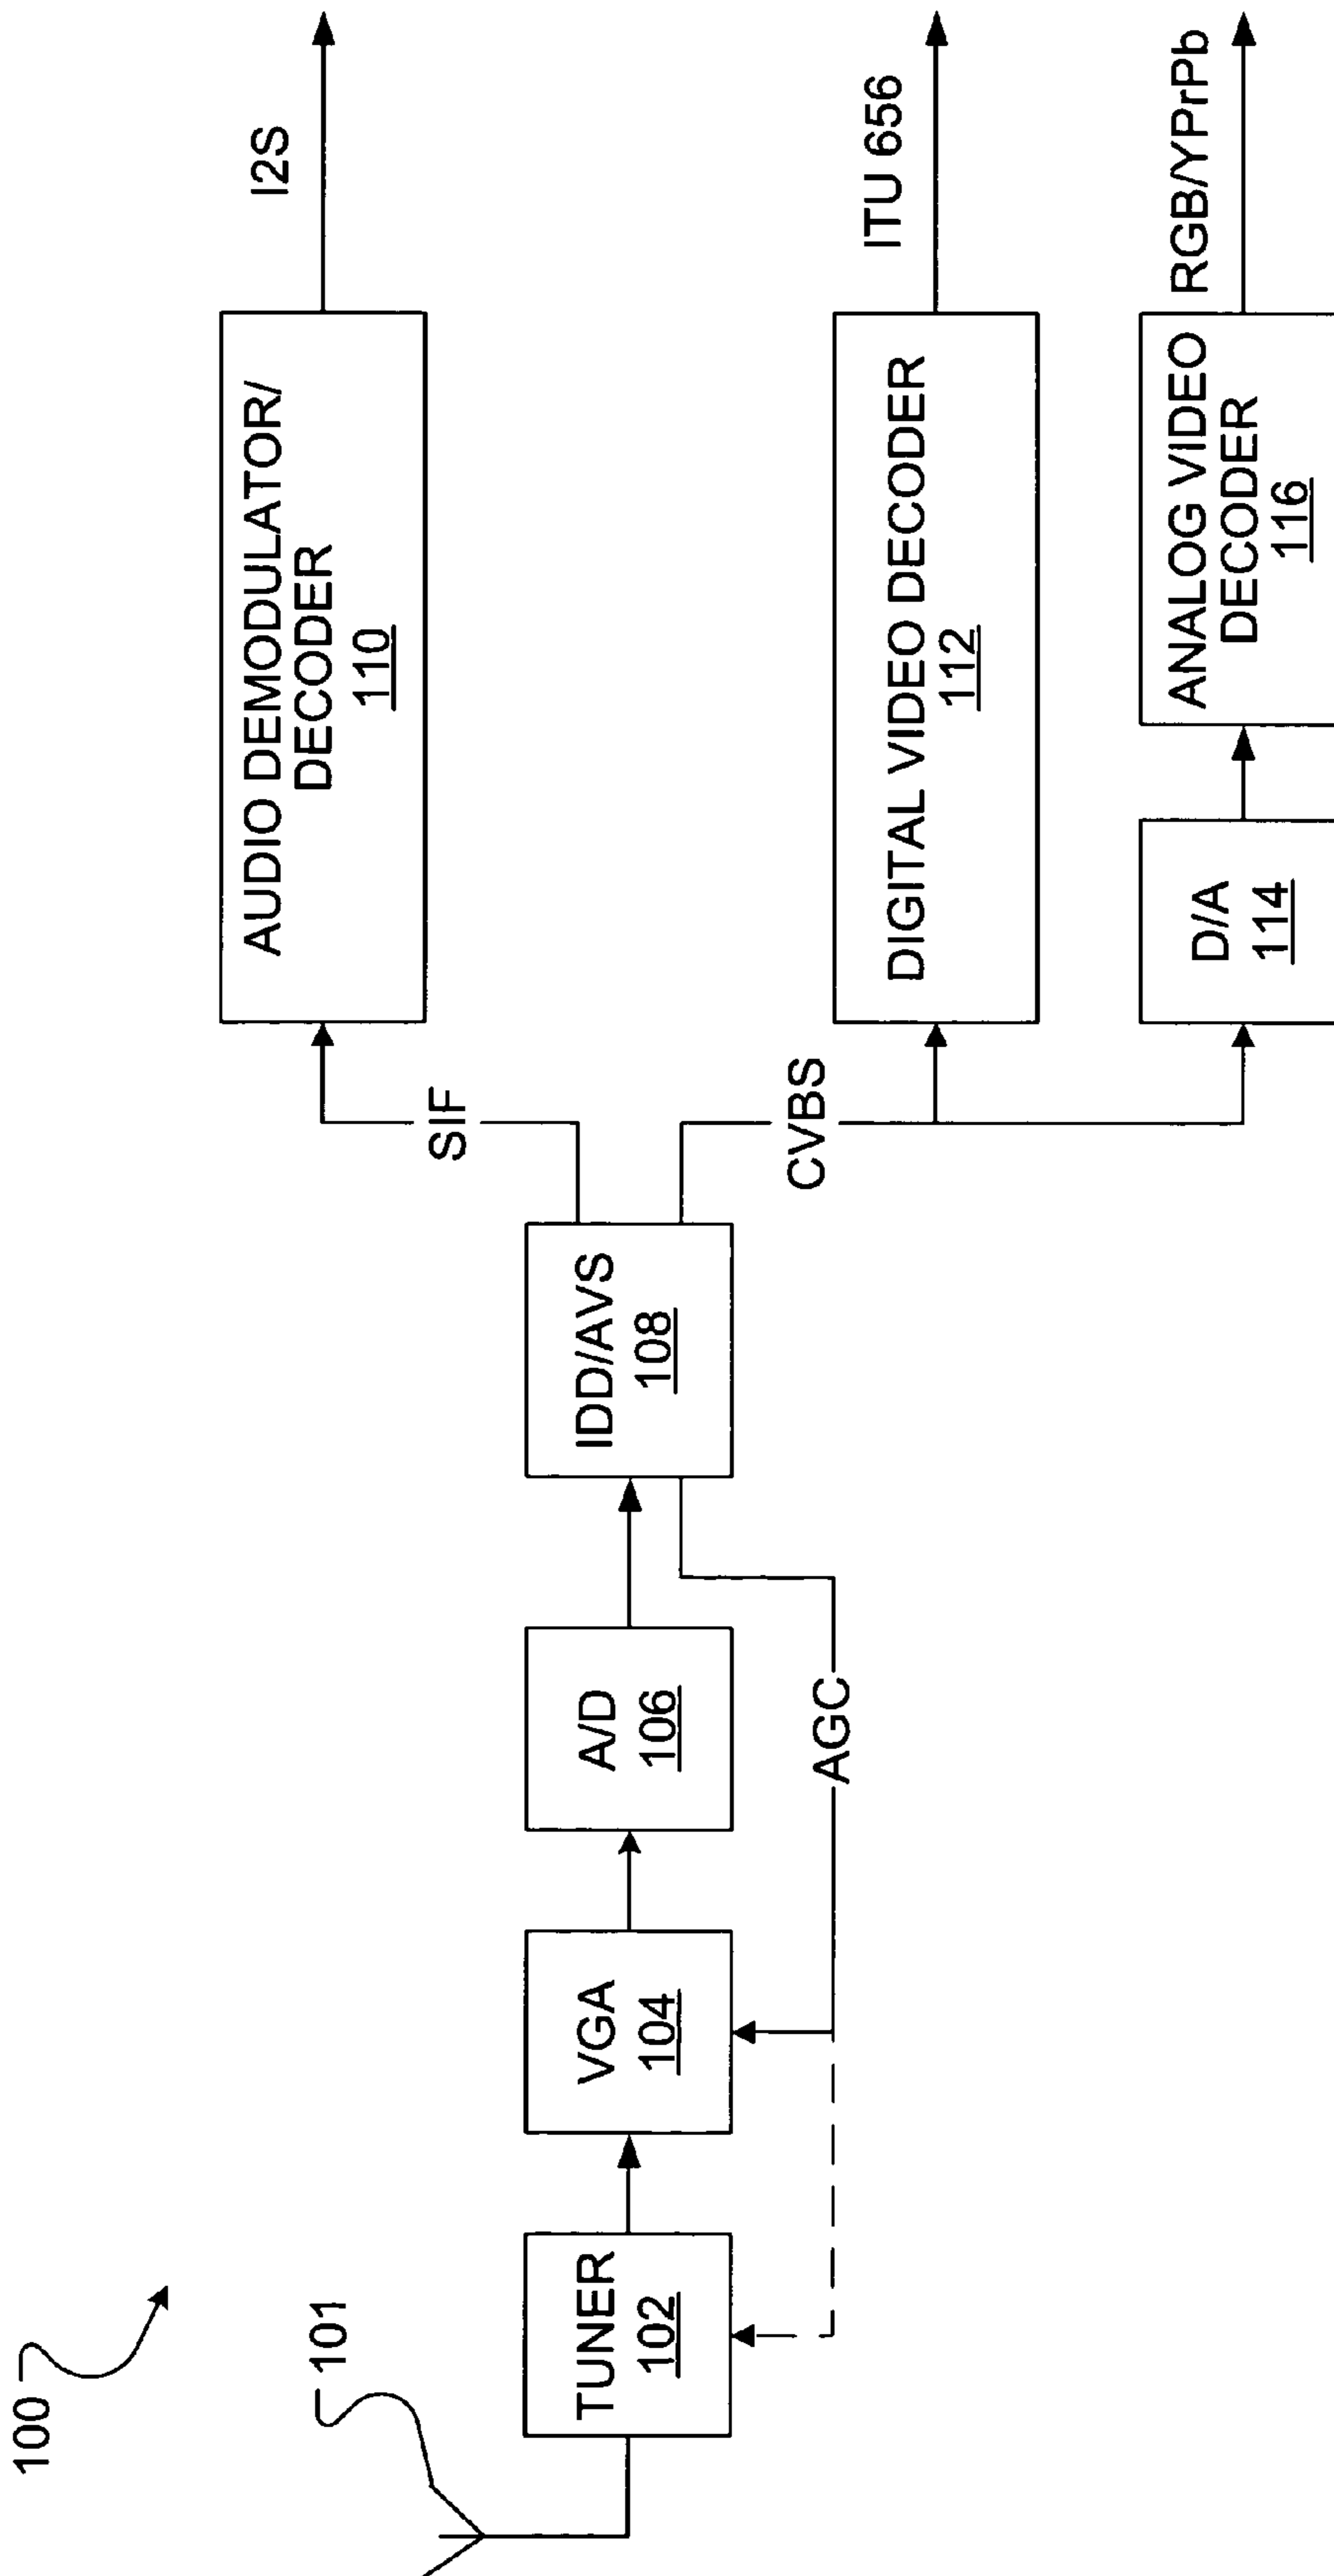 100
101
TUNER
102
VGA
104
A/D
106
IDD/AVS
108
AGC
SIF
CVBS
AUDIO DEMODULATOR/
DECODER
110
I2S
DIGITAL VIDEO DECODER
112
ITU 656
D/A
114
ANALOG VIDEO
DECODER
116
RGB/YPrPb